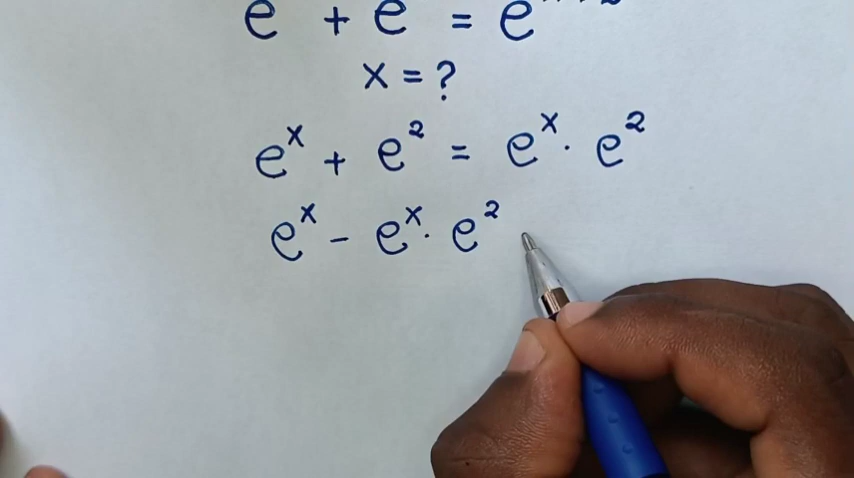 e + e = e
x = ?
e^x + e^2 = e^x · e^2
e^x - e^x · e^2